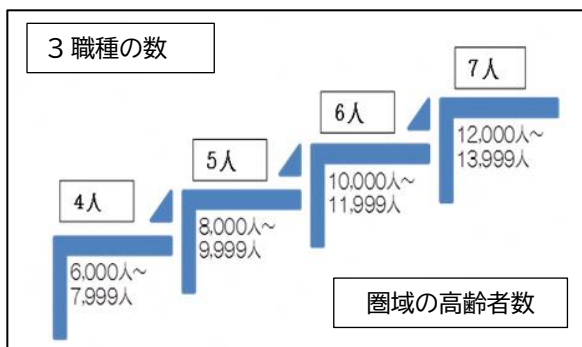 3職種の数
7人
12,000人～
13,999人
6人
10,000人～
11,999人
5人
8,000人～
9,999人
4人
6,000人～
7,999人
圏域の高齢者数